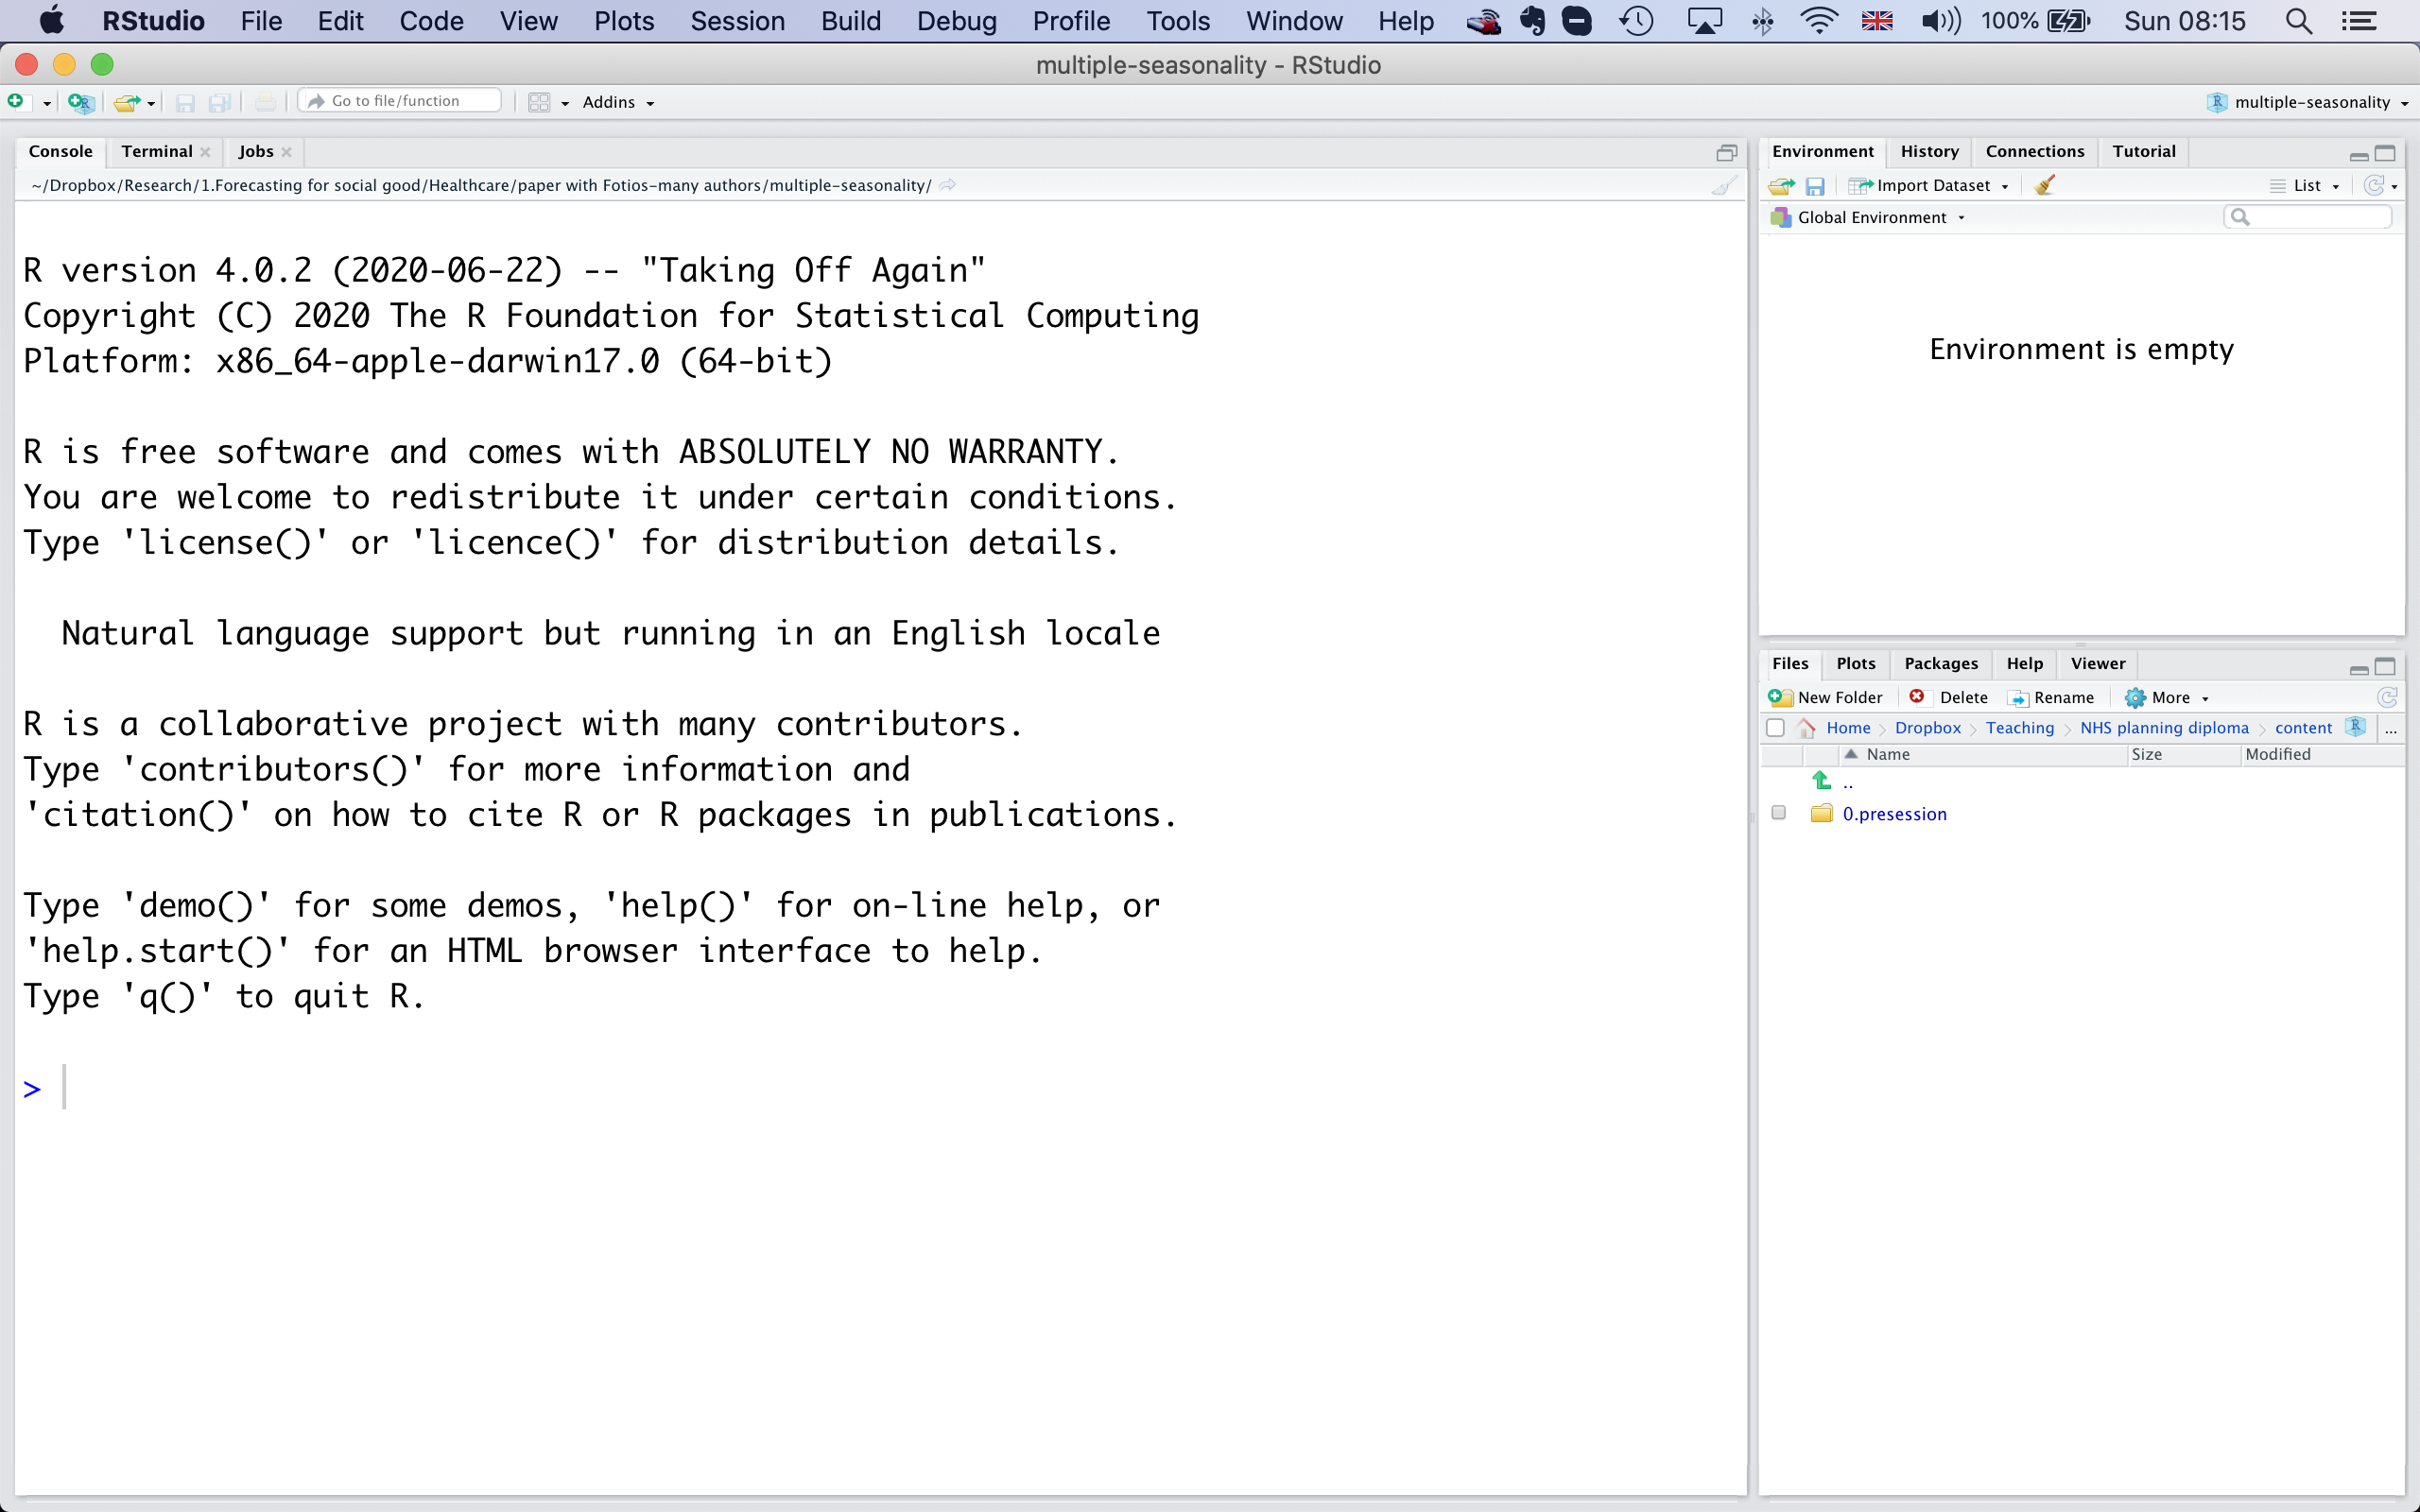 RStudio File Edit Code View Plots Session Build Debug Profile Tools Window Help 100% Sun 08:15
multiple-seasonality - RStudio
Go to file/function Addins multiple-seasonality
Console Terminal Jobs
~/Dropbox/Research/1.Forecasting for social good/Healthcare/paper with Fotios-many authors/multiple-seasonality/
R version 4.0.2 (2020-06-22) -- "Taking Off Again"
Copyright (C) 2020 The R Foundation for Statistical Computing
Platform: x86_64-apple-darwin17.0 (64-bit)
R is free software and comes with ABSOLUTELY NO WARRANTY.
You are welcome to redistribute it under certain conditions.
Type 'license()' or 'licence()' for distribution details.
Natural language support but running in an English locale
R is a collaborative project with many contributors.
Type 'contributors()' for more information and
'citation()' on how to cite R or R packages in publications.
Type 'demo()' for some demos, 'help()' for on-line help, or
'help.start()' for an HTML browser interface to help.
Type 'q()' to quit R.
>
Environment History Connections Tutorial
Import Dataset List
Global Environment
Environment is empty
Files Plots Packages Help Viewer
New Folder Delete Rename More
Home Dropbox Teaching NHS planning diploma content R ...
Name Size Modified
..
0.presession